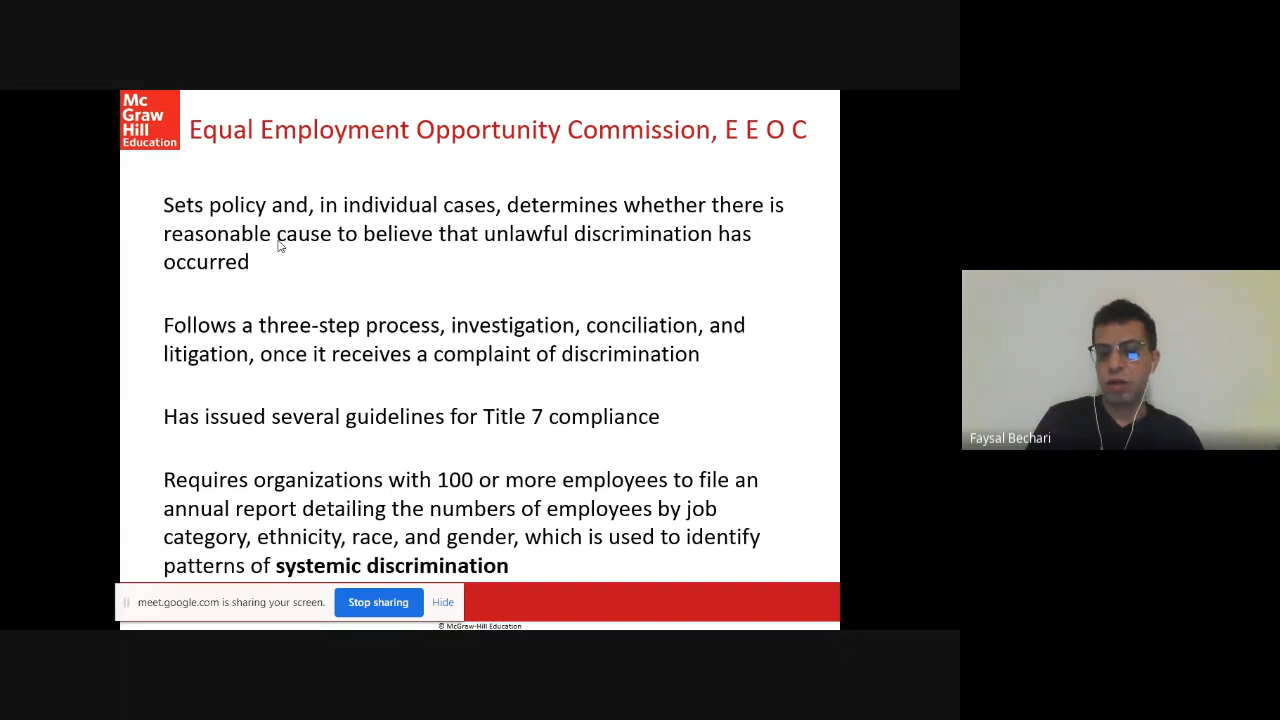 Mc
Graw
Hill
Education
Equal Employment Opportunity Commission, E E O C
Sets policy and, in individual cases, determines whether there is
reasonable cause to believe that unlawful discrimination has
occurred
Follows a three-step process, investigation, conciliation, and
litigation, once it receives a complaint of discrimination
Has issued several guidelines for Title 7 compliance
Requires organizations with 100 or more employees to file an
annual report detailing the numbers of employees by job
category, ethnicity, race, and gender, which is used to identify
patterns of systemic discrimination
meet.google.com is sharing your screen. Stop sharing Hide
© McGraw-Hill Education
Faysal Bechari